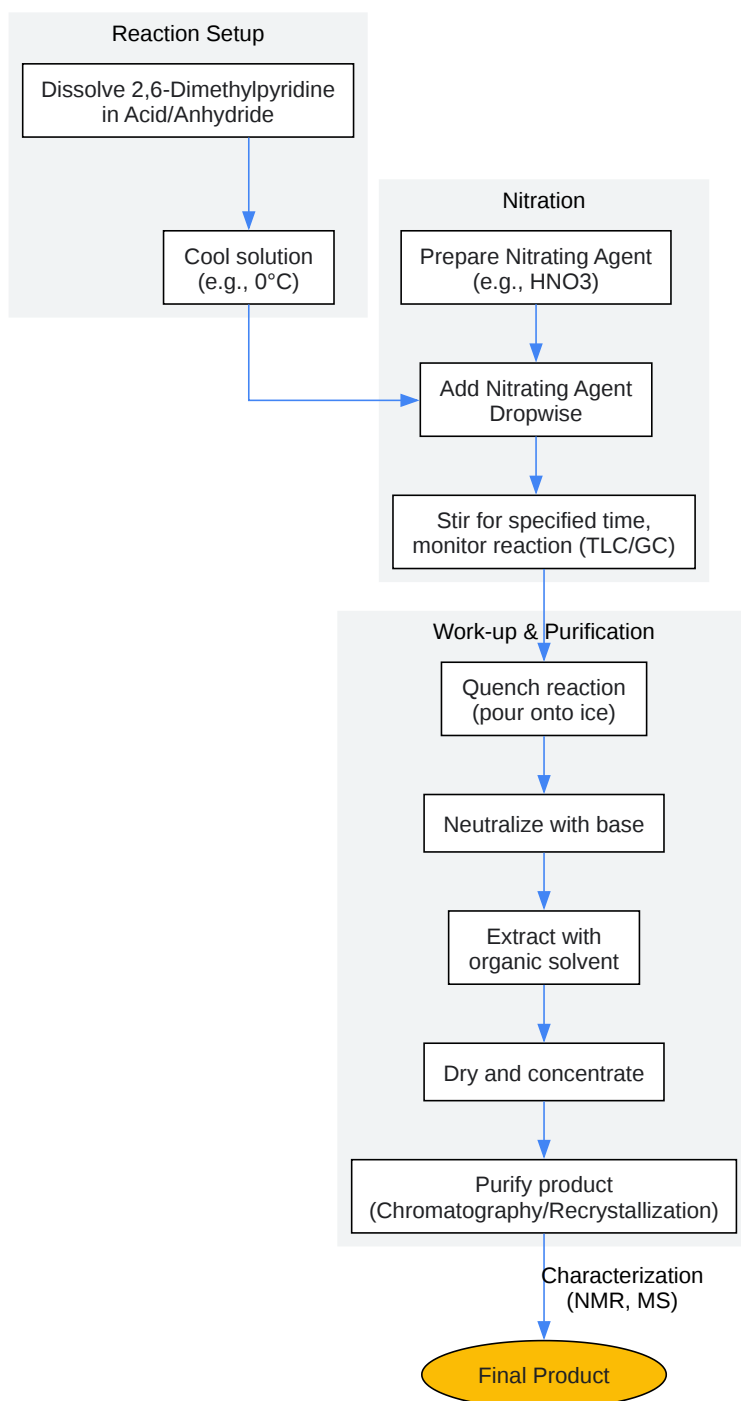 Reaction Setup
Dissolve 2,6-Dimethylpyridine
in Acid/Anhydride
Cool solution
(e.g., 0°C)
Nitration
Prepare Nitrating Agent
(e.g., HNO3)
Add Nitrating Agent
Dropwise
Stir for specified time,
monitor reaction (TLC/GC)
Work-up & Purification
Quench reaction
(pour onto ice)
Neutralize with base
Extract with
organic solvent
Dry and concentrate
Purify product
(Chromatography/Recrystallization)
Characterization
(NMR, MS)
Final Product